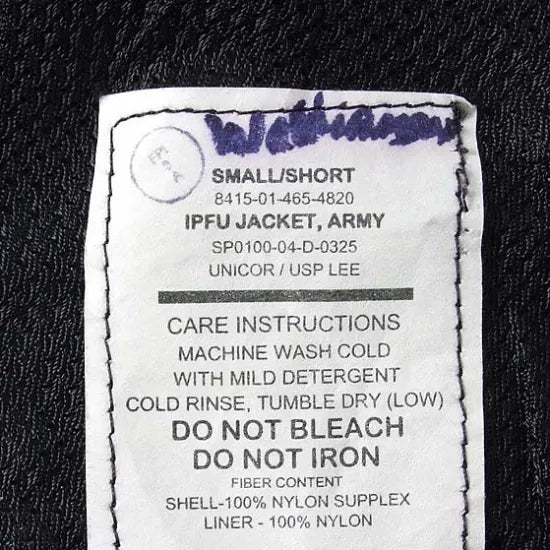 SMALL/SHORT
8415-01-465-4820
IPFU JACKET, ARMY
SP0100-04-D-0325
UNICOR / USP LEE
CARE INSTRUCTIONS
MACHINE WASH COLD
WITH MILD DETERGENT
COLD RINSE, TUMBLE DRY (LOW)
DO NOT BLEACH
DO NOT IRON
FIBER CONTENT
SHELL-100% NYLON SUPPLEX
LINER - 100% NYLON